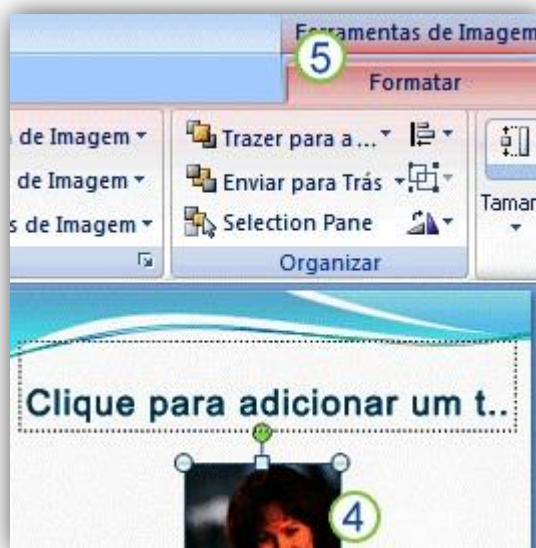 Ferramentas de Imagem
5
Formatar
de Imagem
Trazer para a...
de Imagem
Enviar para Trás
s de Imagem
Selection Pane
Taman
Organizar
Clique para adicionar um t..
4